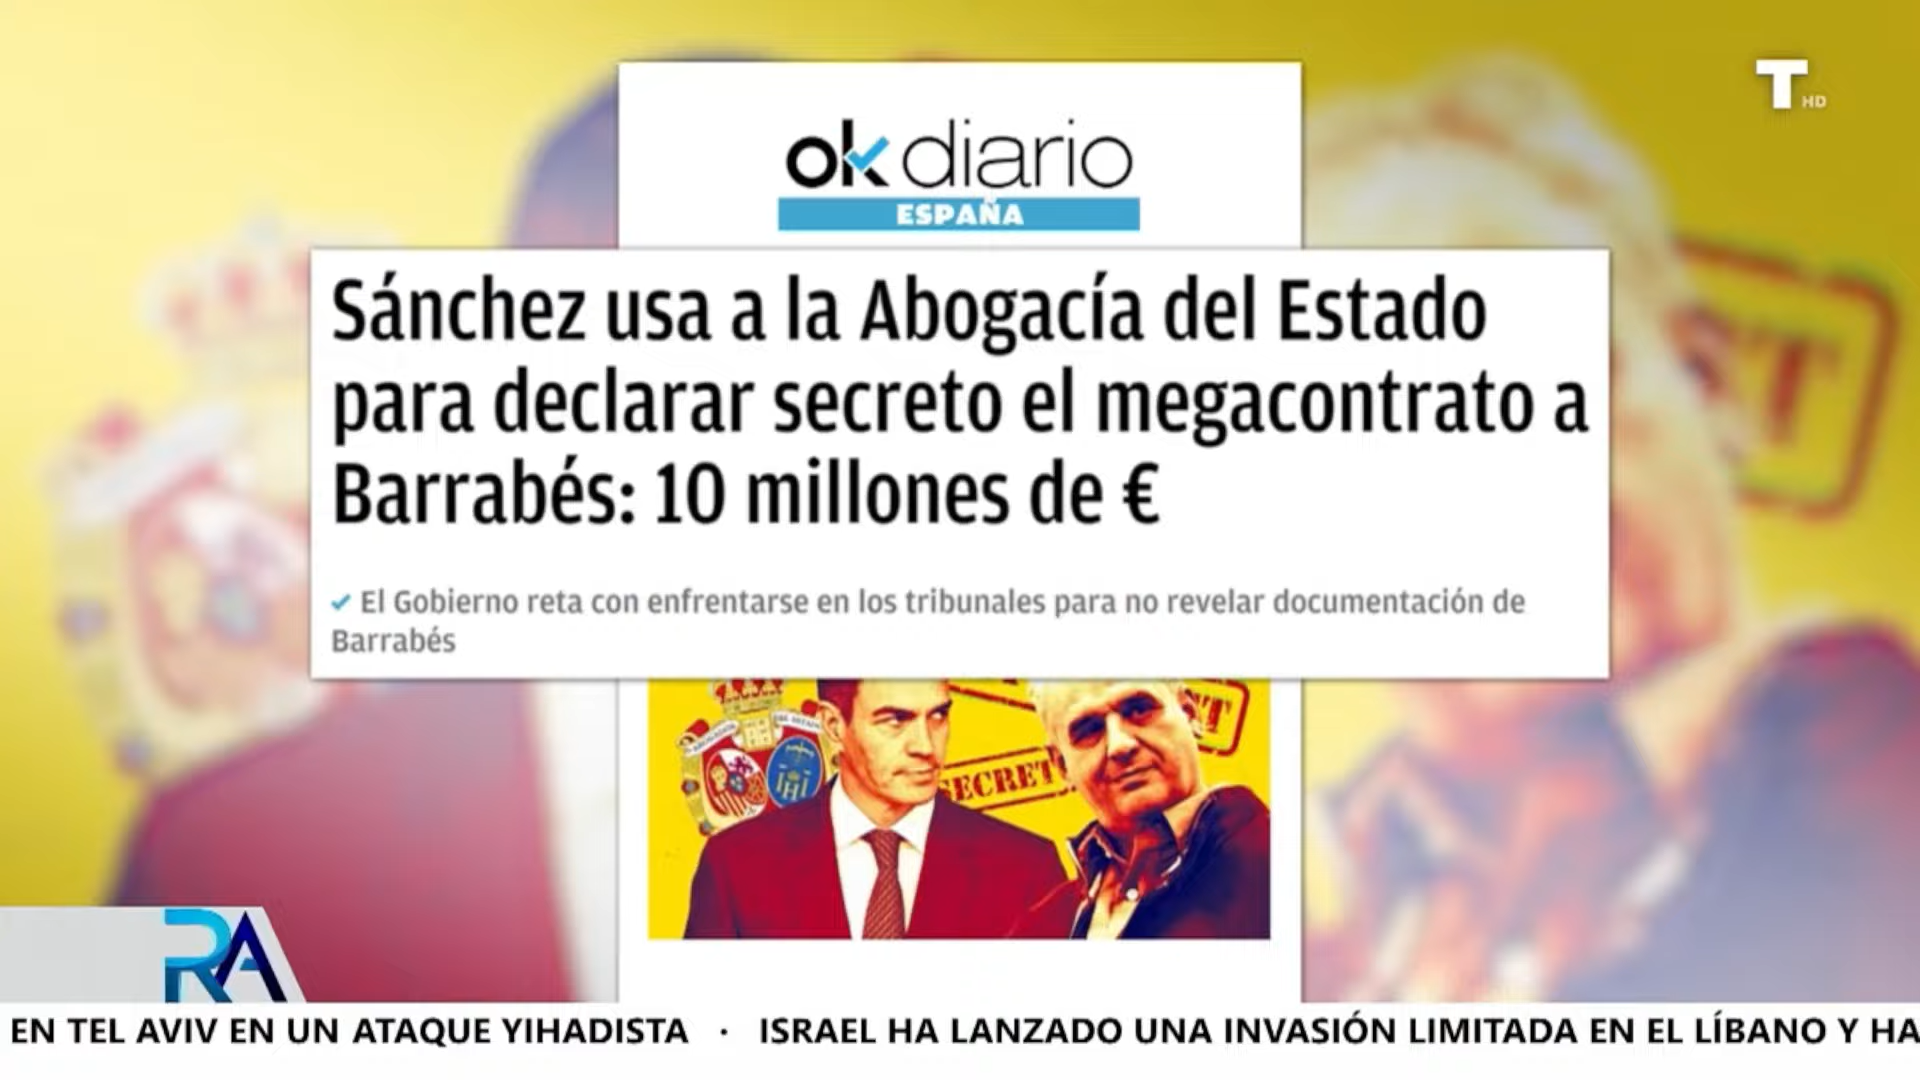 T HD
ok diario
ESPAÑA
Sánchez usa a la Abogacía del Estado
para declarar secreto el megacontrato a
Barrabés: 10 millones de €
El Gobierno reta con enfrentarse en los tribunales para no revelar documentación de
Barrabés
SECRET
RA
EN TEL AVIV EN UN ATAQUE YIHADISTA · ISRAEL HA LANZADO UNA INVASIÓN LIMITADA EN EL LÍBANO Y HA